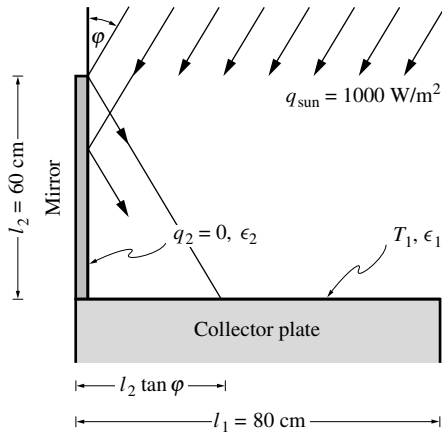 φ
q_sun = 1000 W/m²
l₂ = 60 cm
Mirror
q₂ = 0, ϵ₂
T₁, ϵ₁
Collector plate
l₂ tan φ
l₁ = 80 cm